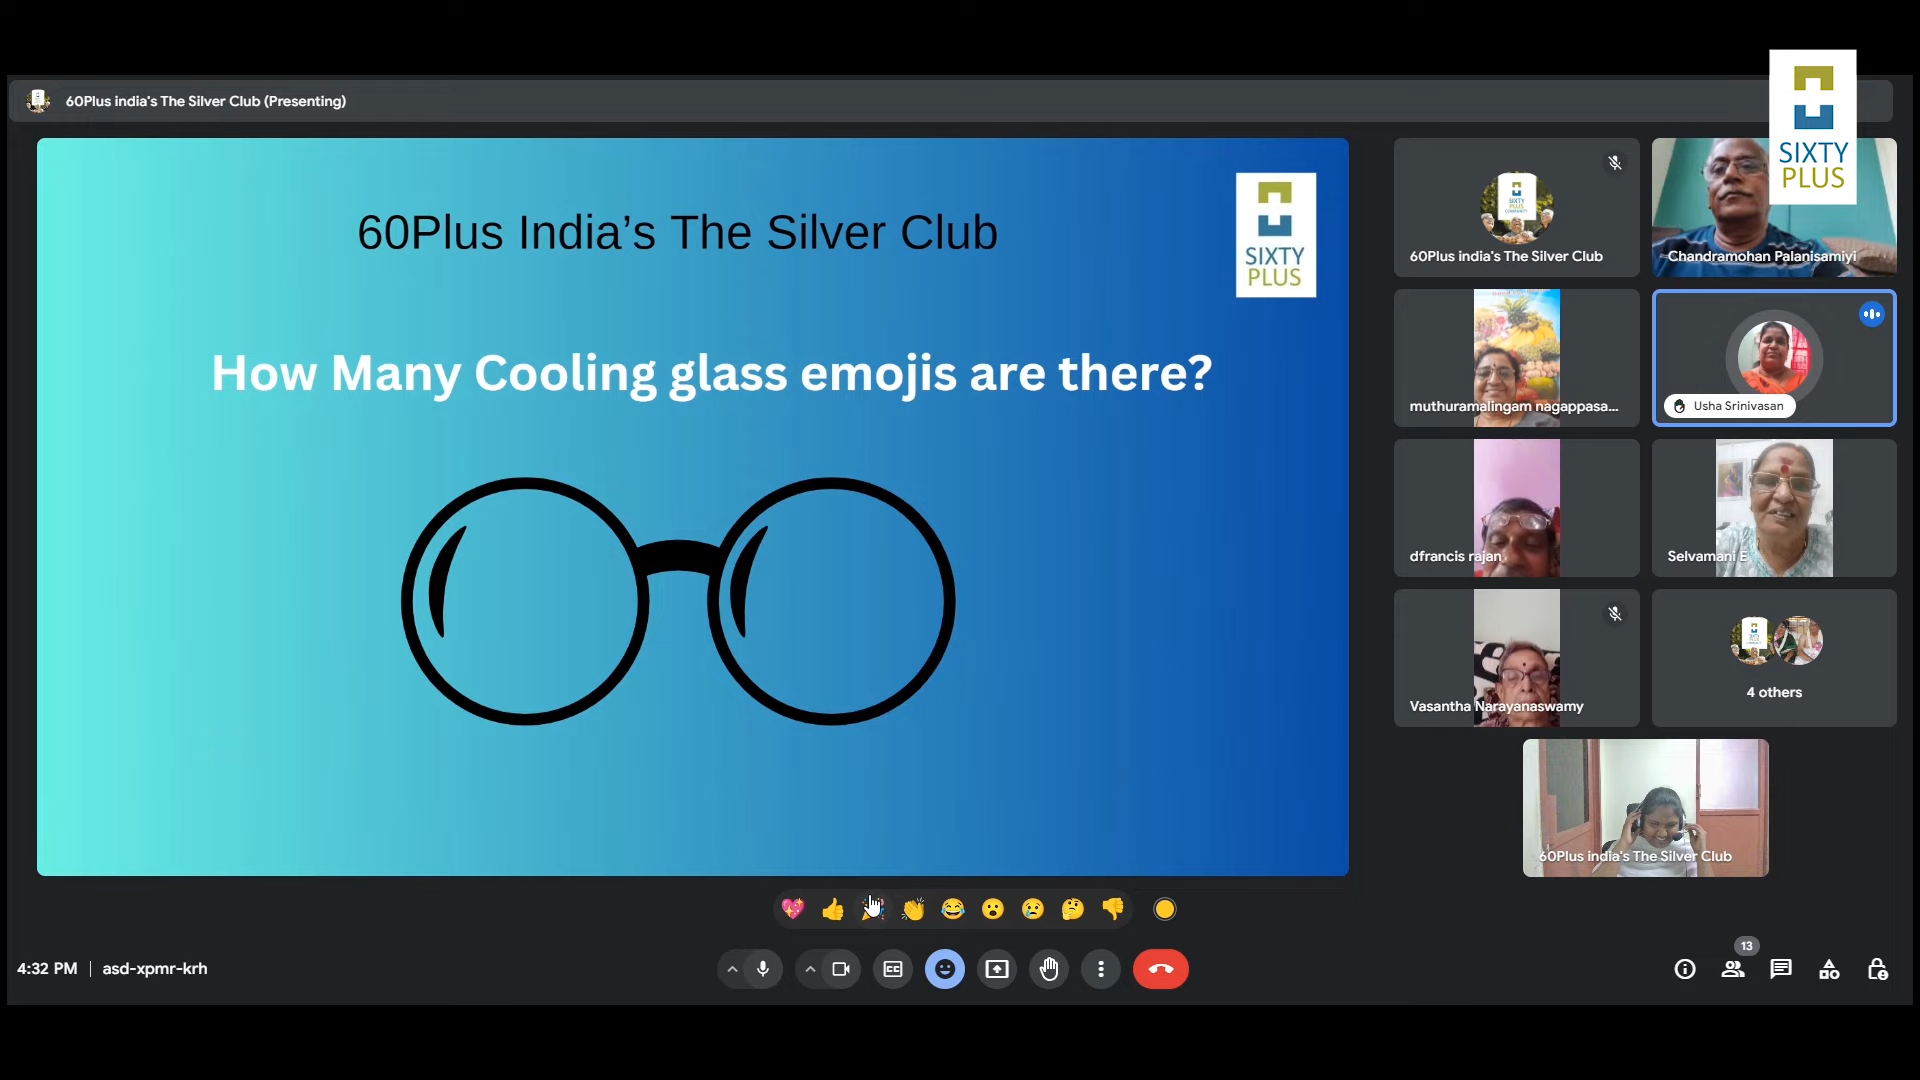 60Plus india's The Silver Club (Presenting)
SIXTY
PLUS
60Plus India’s The Silver Club
SIXTY
PLUS
How Many Cooling glass emojis are there?
60Plus india's The Silver Club
Chandramohan Palanisamiyi
muthuramalingam nagappasa...
Usha Srinivasan
dfrancis rajan
Selvamani E
Vasantha Narayanaswamy
4 others
60Plus india's The Silver Club
4:32 PM | asd-xpmr-krh
CC
13